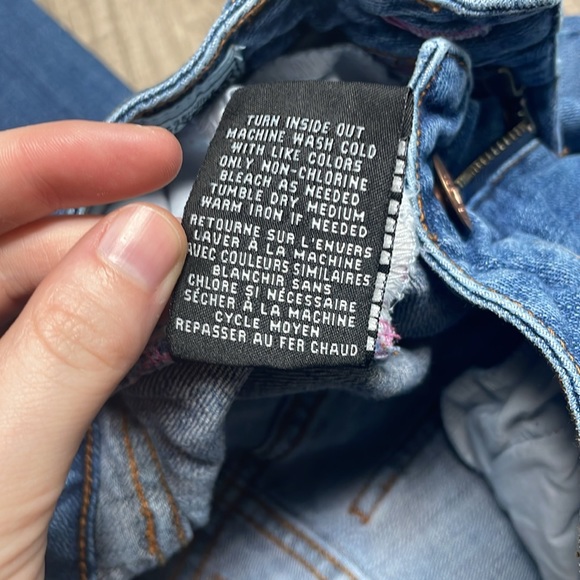 TURN INSIDE OUT
MACHINE WASH COLD
WITH LIKE COLORS
ONLY NON-CHLORINE
BLEACH AS NEEDED
TUMBLE DRY MEDIUM
WARM IRON IF NEEDED
RETOURNE SUR L'ENVERS
LAVER À LA MACHINE
AVEC COULEURS SIMILAIRES
BLANCHIR SANS
CHLORE SI NÉCESSAIRE
SÉCHER À LA MACHINE
CYCLE MOYEN
REPASSER AU FER CHAUD